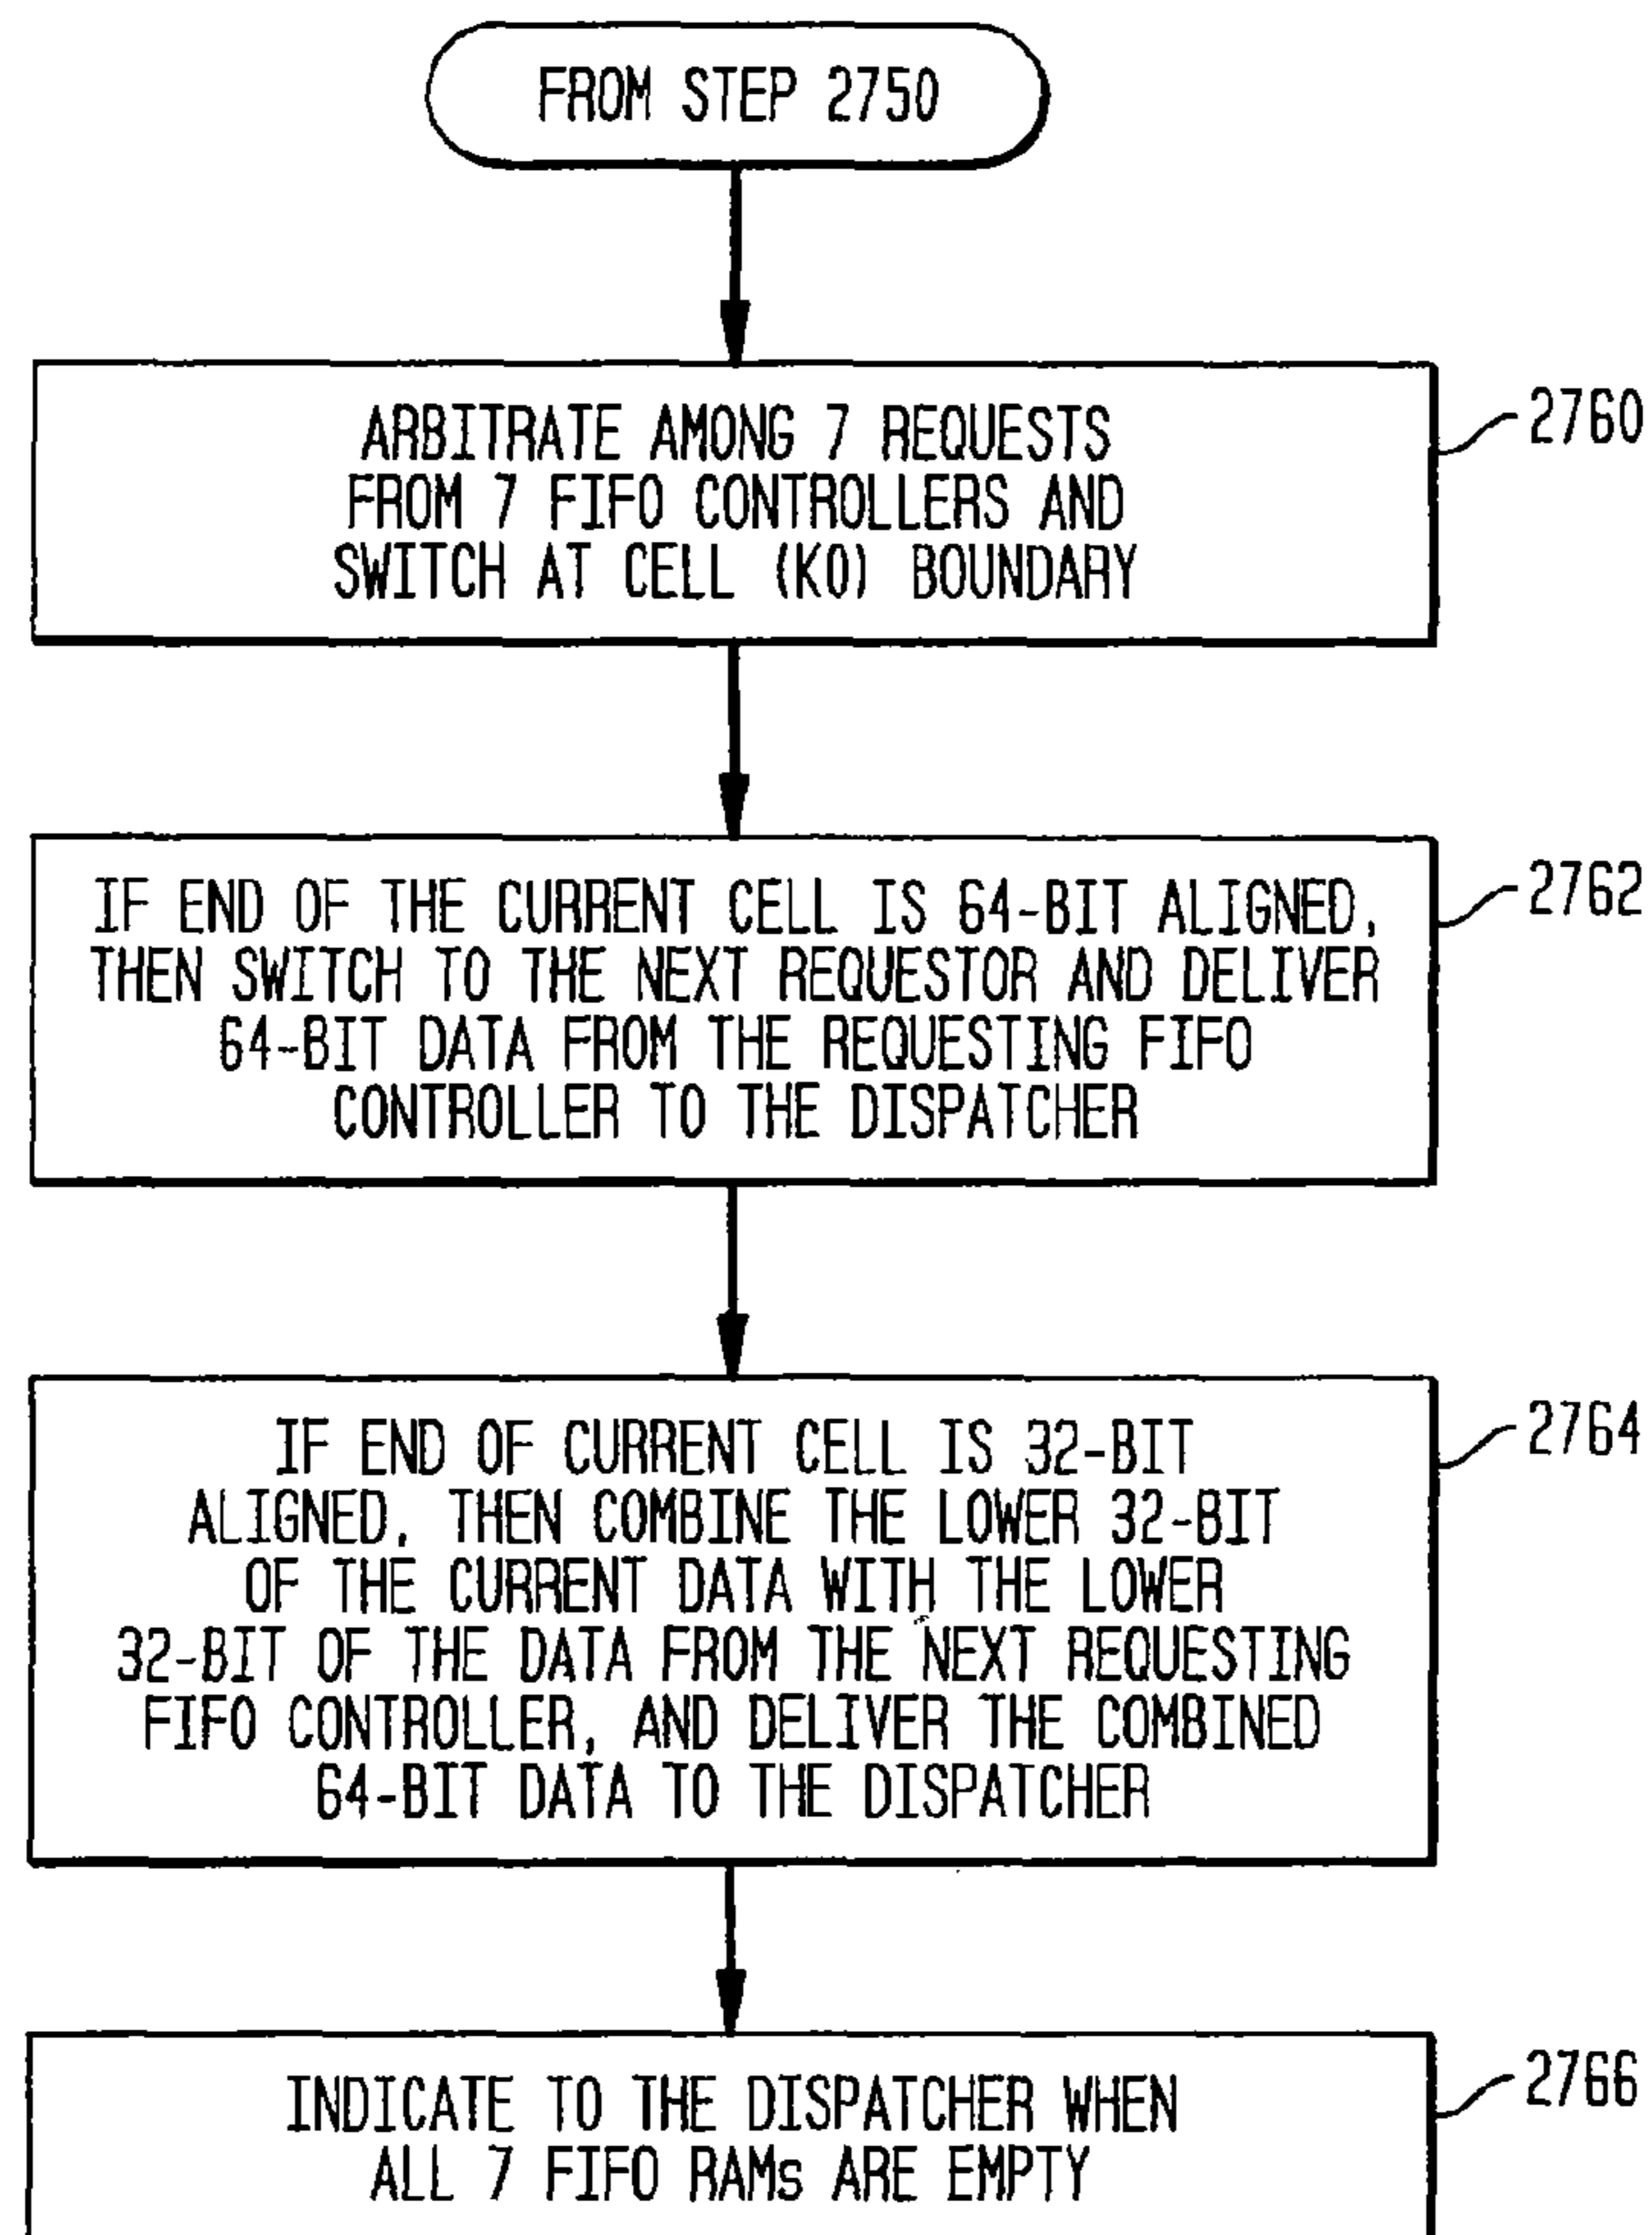 FROM STEP 2750
ARBITRATE AMONG 7 REQUESTS
FROM 7 FIFO CONTROLLERS AND
SWITCH AT CELL (K0) BOUNDARY
2760
IF END OF THE CURRENT CELL IS 64-BIT ALIGNED,
THEN SWITCH TO THE NEXT REQUESTOR AND DELIVER
64-BIT DATA FROM THE REQUESTING FIFO
CONTROLLER TO THE DISPATCHER
2762
IF END OF CURRENT CELL IS 32-BIT
ALIGNED, THEN COMBINE THE LOWER 32-BIT
OF THE CURRENT DATA WITH THE LOWER
32-BIT OF THE DATA FROM THE NEXT REQUESTING
FIFO CONTROLLER, AND DELIVER THE COMBINED
64-BIT DATA TO THE DISPATCHER
2764
INDICATE TO THE DISPATCHER WHEN
ALL 7 FIFO RAMs ARE EMPTY
2766